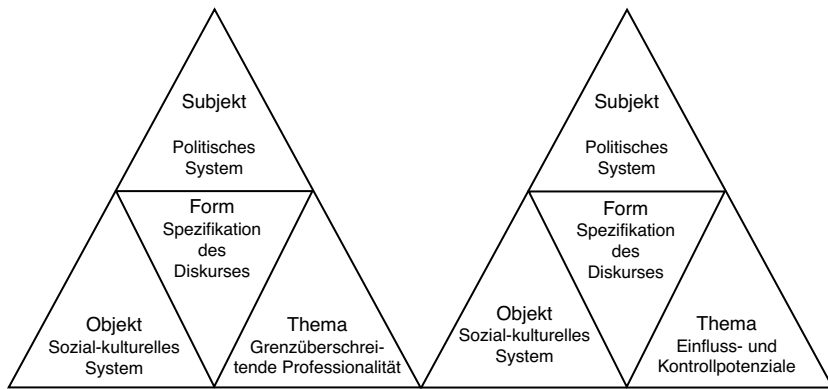 Subjekt
Politisches
System
Form
Spezifikation
des
Diskurses
Objekt
Sozial-kulturelles
System
Thema
Grenzüberschrei-
tende Professionalität
Subjekt
Politisches
System
Form
Spezifikation
des
Diskurses
Objekt
Sozial-kulturelles
System
Thema
Einfluss- und
Kontrollpotenziale